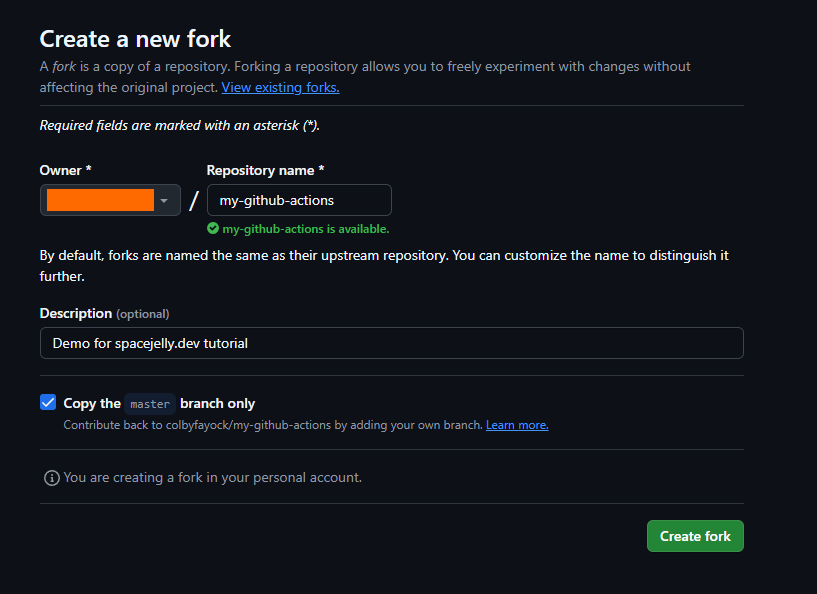 Create a new fork
A fork is a copy of a repository. Forking a repository allows you to freely experiment with changes without
affecting the original project. View existing forks.
Required fields are marked with an asterisk (*).
Owner *
Repository name *
/
my-github-actions
my-github-actions is available.
By default, forks are named the same as their upstream repository. You can customize the name to distinguish it
further.
Description (optional)
Demo for spacejelly.dev tutorial
Copy the master branch only
Contribute back to colbyfayock/my-github-actions by adding your own branch. Learn more.
You are creating a fork in your personal account.
Create fork